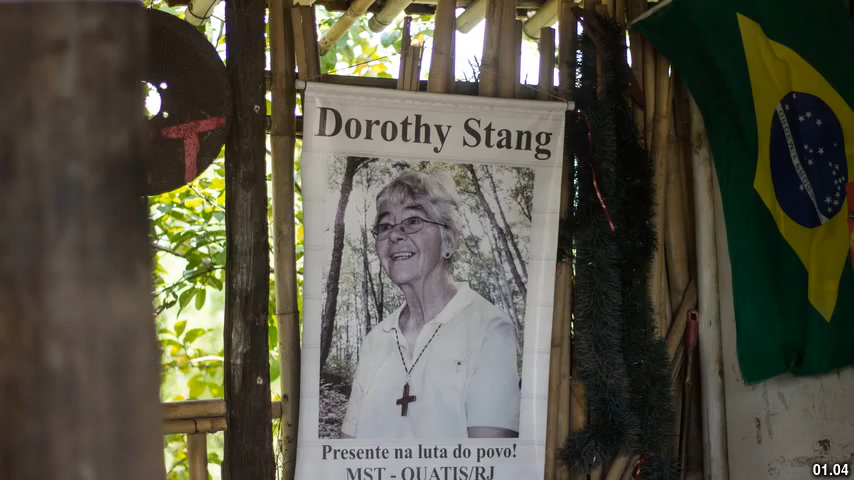 Dorothy Stang
Presente na luta do povo!
MST - QUATIS/RJ
T
01.04